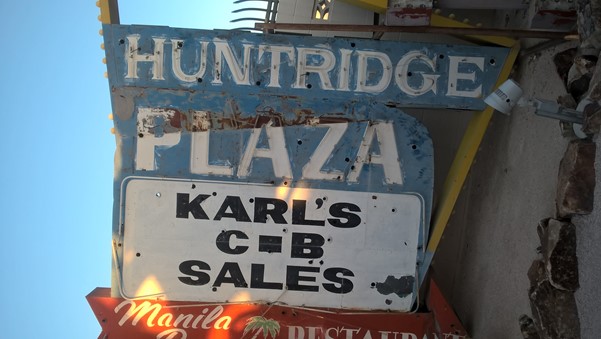 HUNTRIDGE
PLAZA
KARL'S
C-B
SALES
Manila
RESTAURANT